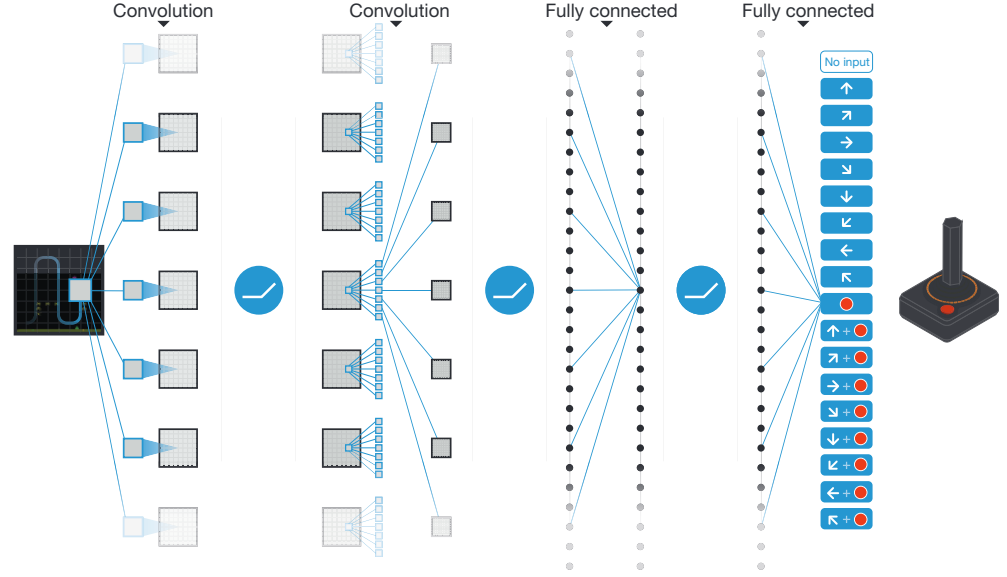 Convolution
Convolution
Fully connected
Fully connected
No input
+
+
+
+
+
+
+
+